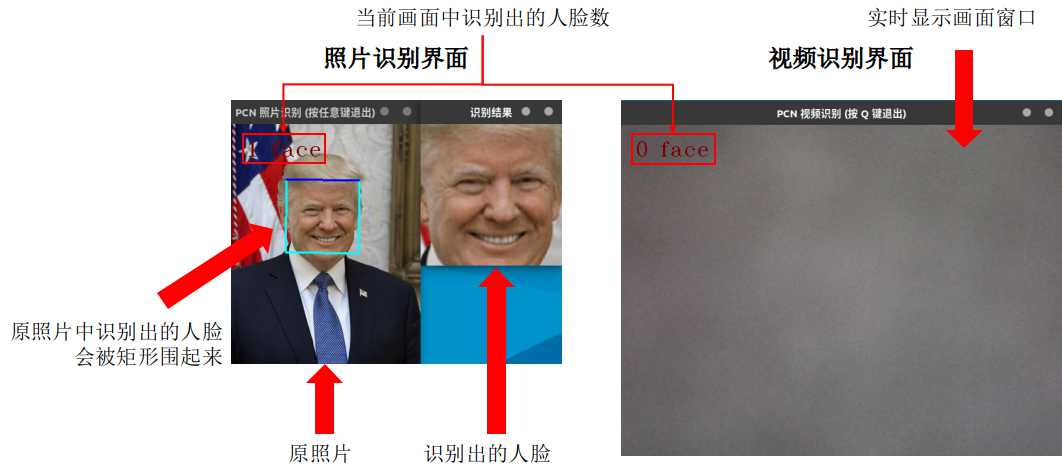 当前画面中识别出的人脸数
实时显示画面窗口
照片识别界面
视频识别界面
PCN 照片识别 (按任意键退出)
识别结果
PCN 视频识别 (按 Q 键退出)
1 face
0 face
原照片中识别出的人脸
会被矩形围起来
原照片
识别出的人脸